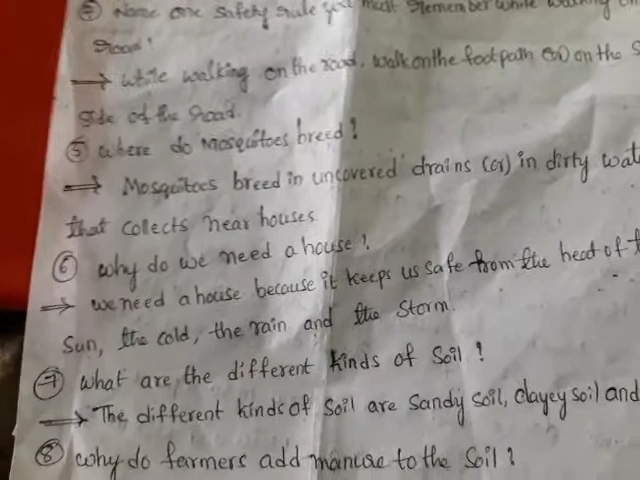 ⑤ Name one safety rule you must remember while walking on
road'
⟹ while walking on the road, walk on the footpath (or) on the
side of the road.
⑤ where do Mosquitoes breed?
⟹ Mosquitoes breed in uncovered drains (or) in dirty wat
that collects near houses.
⑥ why do we need a house?
⟹ we need a house because it keeps us safe from the heat of t
Sun, the cold, the rain and the storm.
⑦ what are the different kinds of soil?
⟹ The different kinds of soil are sandy soil, clayey soil and
⑧ why do farmers add manure to the soil?